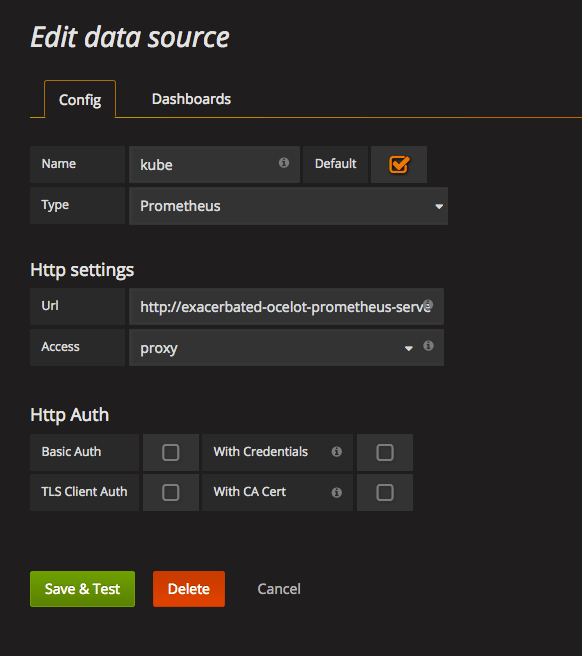 Edit data source
Config Dashboards
Name kube Default
Type Prometheus
Http settings
Url http://exacerbated-ocelot-prometheus-serve
Access proxy
Http Auth
Basic Auth With Credentials
TLS Client Auth With CA Cert
Save & Test Delete Cancel